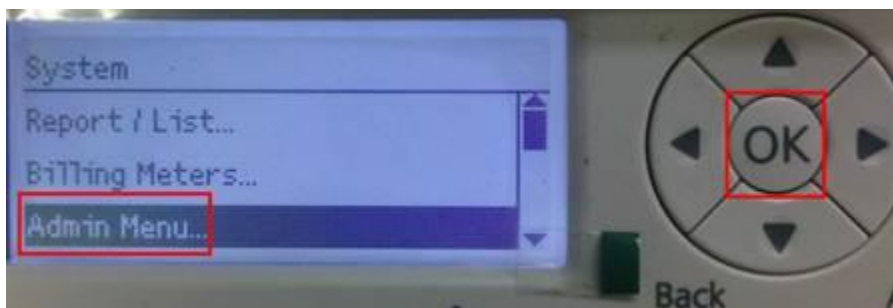 System
Report / List...
Billing Meters...
Admin Menu...
OK
Back